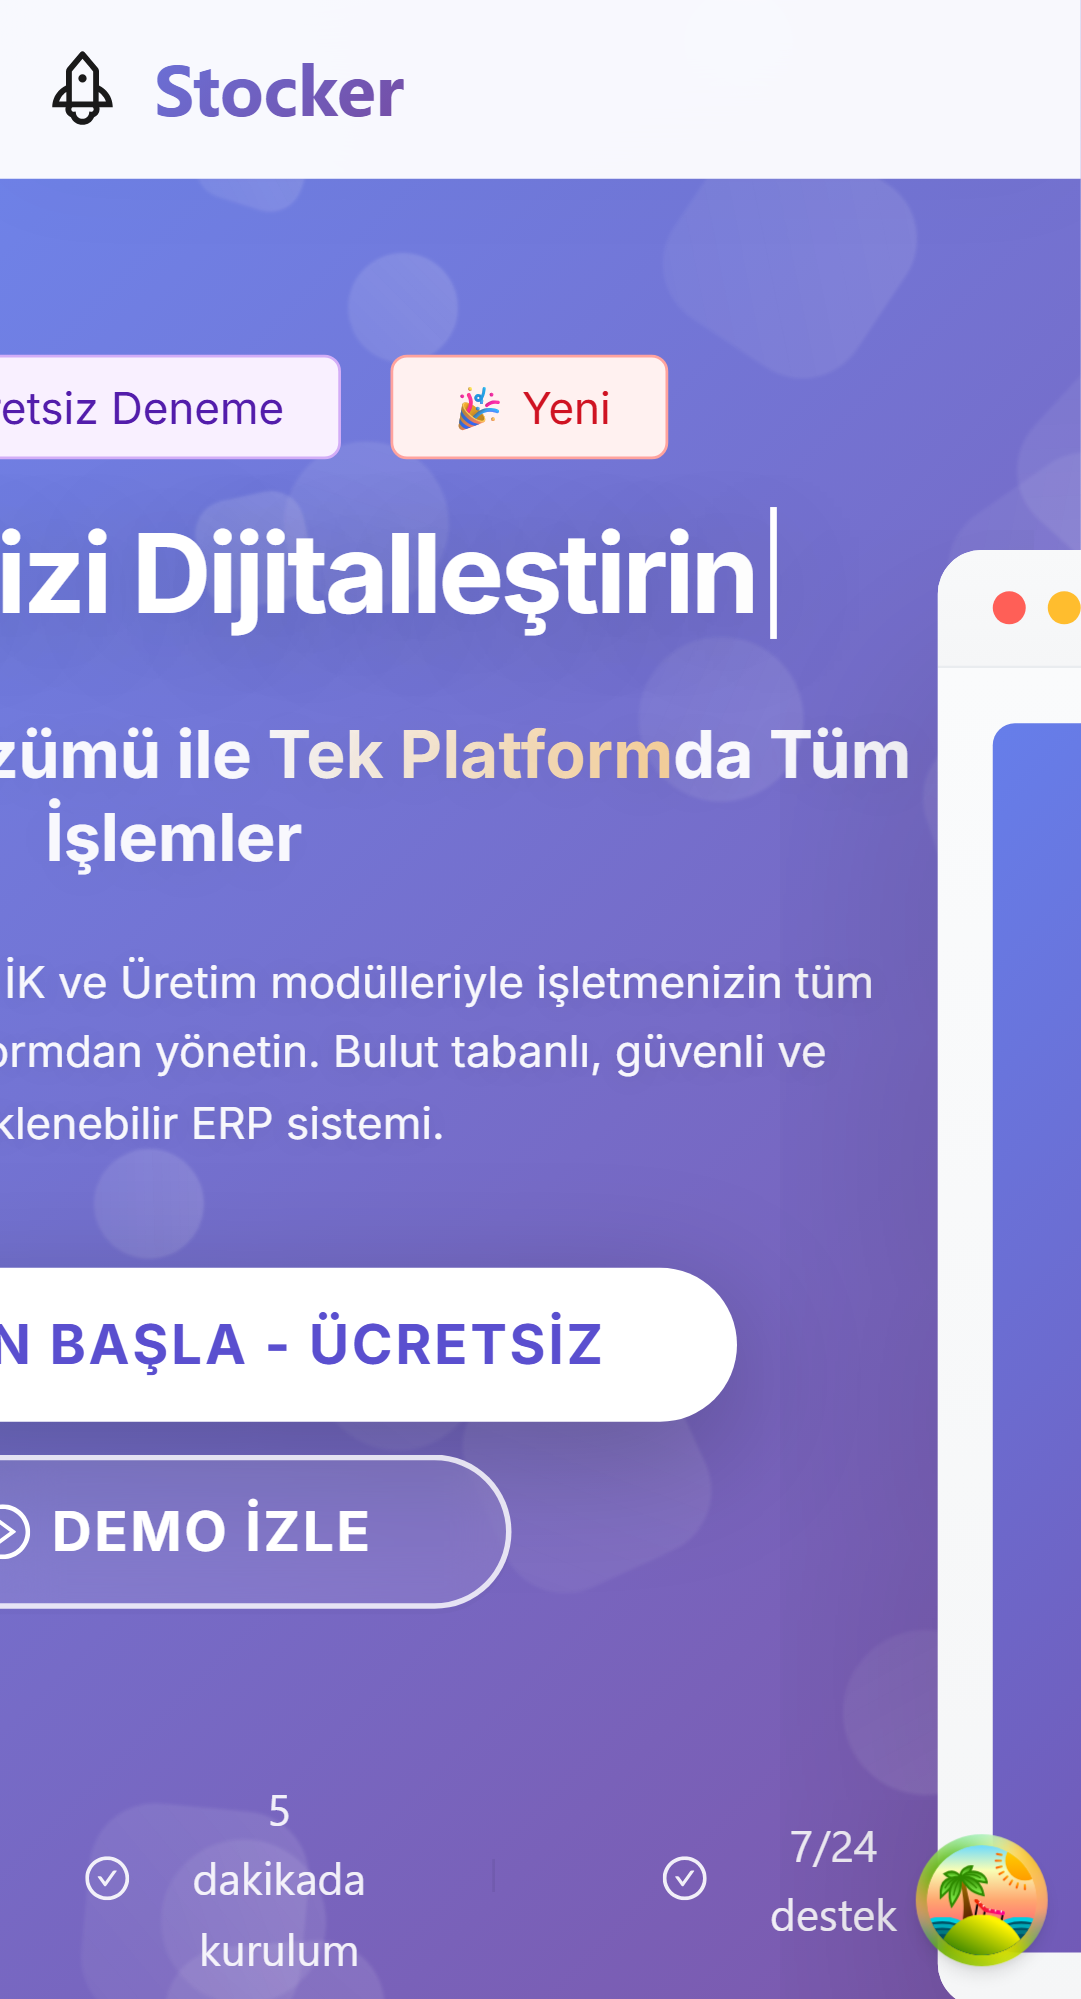 Stocker
etsiz Deneme
🎉 Yeni
izi Dijitalleştirin
zümü ile Tek Platformda Tüm
İşlemler
İK ve Üretim modülleriyle işletmenizin tüm
ormdan yönetin. Bulut tabanlı, güvenli ve
klenebilir ERP sistemi.
N BAŞLA - ÜCRETSİZ
DEMO İZLE
5
dakikada
kurulum
7/24
destek